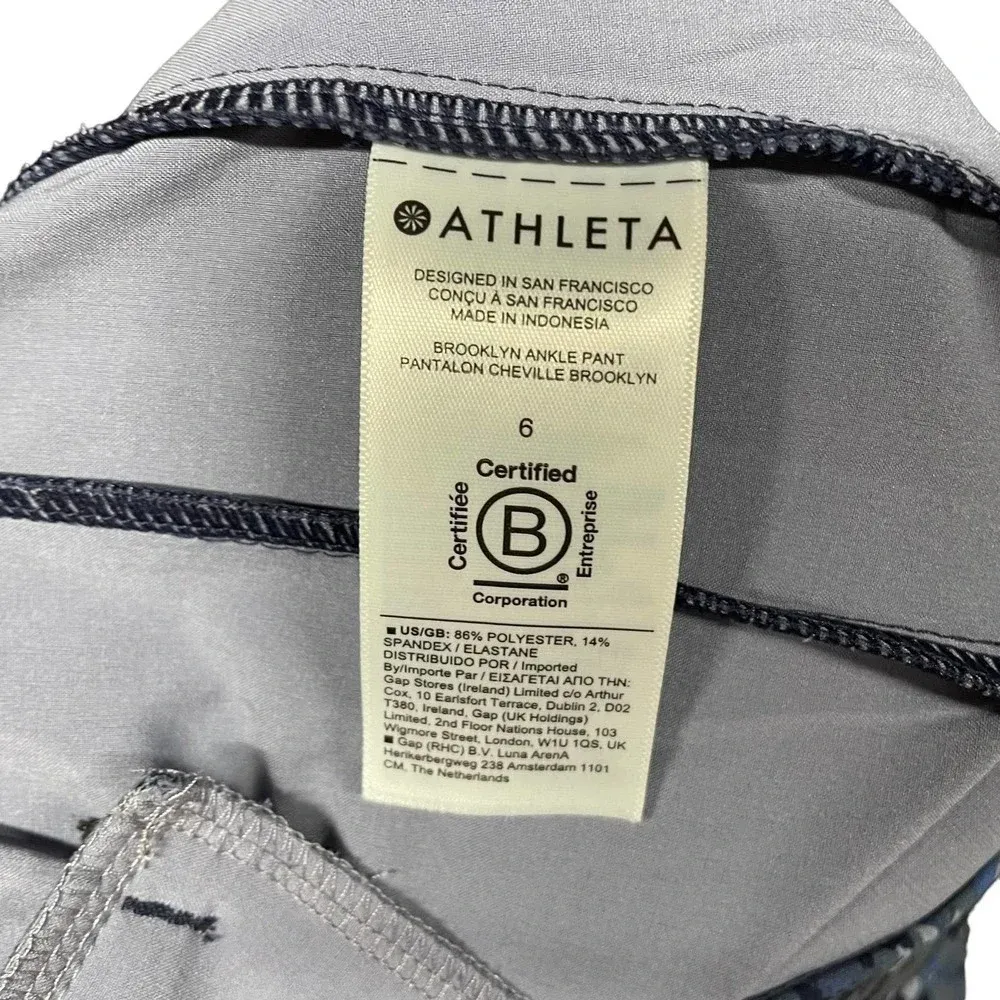 ATHLETA
DESIGNED IN SAN FRANCISCO
CONÇU À SAN FRANCISCO
MADE IN INDONESIA
BROOKLYN ANKLE PANT
PANTALON CHEVILLE BROOKLYN
6
Certified
Certifiée
B
Entreprise
®
Corporation
■ US/GB: 86% POLYESTER, 14%
SPANDEX / ELASTANE
DISTRIBUIDO POR / Imported
By/Importe Par / ΕΙΣΑΓΕΤΑΙ ΑΠΟ ΤΗΝ:
Gap Stores (Ireland) Limited c/o Arthur
Cox, 10 Earlsfort Terrace, Dublin 2, D02
T380, Ireland, Gap (UK Holdings)
Limited, 2nd Floor Nations House, 103
Wigmore Street, London, W1U 1QS, UK
■ Gap (RHC) B.V. Luna ArenA
Herikerbergweg 238 Amsterdam 1101
CM, The Netherlands